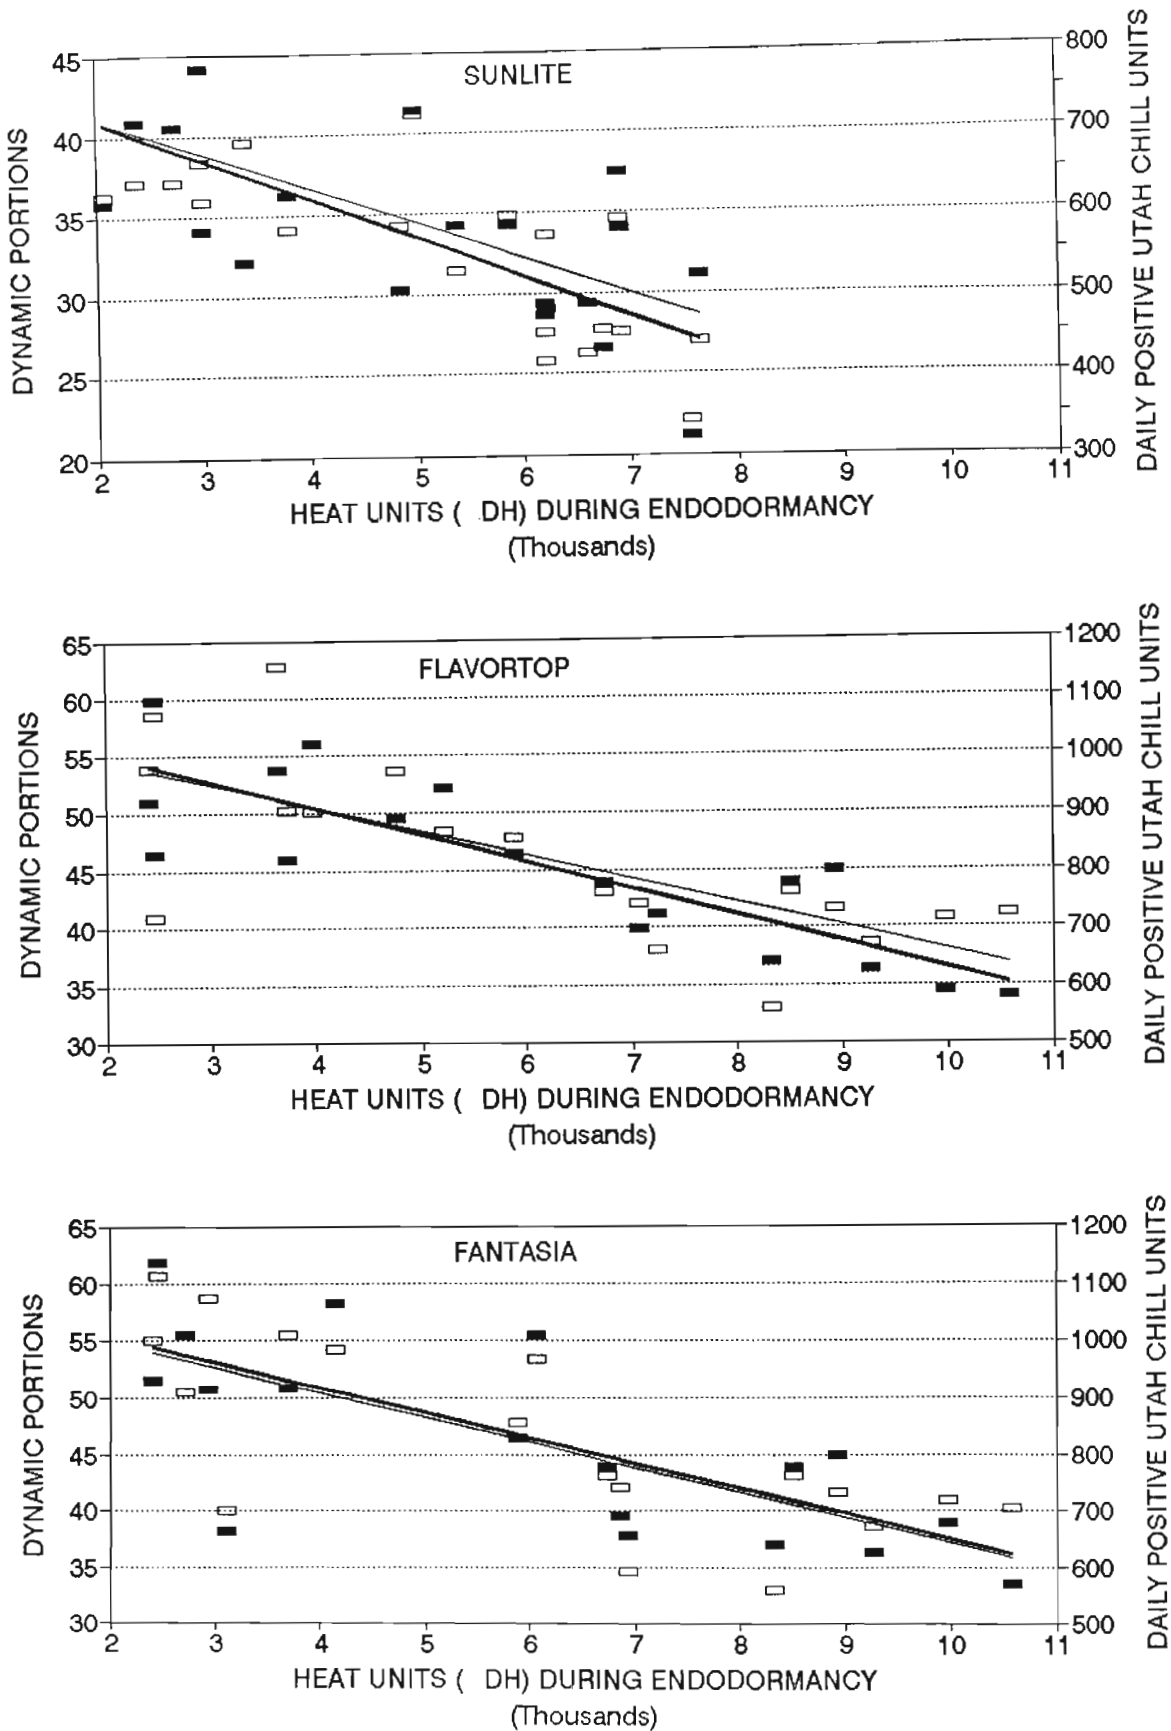 SUNLITE
DYNAMIC PORTIONS
45
40
35
30
25
20
DAILY POSITIVE UTAH CHILL UNITS
800
700
600
500
400
300
2 3 4 5 6 7 8 9 10 11
HEAT UNITS ( DH) DURING ENDODORMANCY
(Thousands)
FLAVORTOP
DYNAMIC PORTIONS
65
60
55
50
45
40
35
30
DAILY POSITIVE UTAH CHILL UNITS
1200
1100
1000
900
800
700
600
500
2 3 4 5 6 7 8 9 10 11
HEAT UNITS ( DH) DURING ENDODORMANCY
(Thousands)
FANTASIA
DYNAMIC PORTIONS
65
60
55
50
45
40
35
30
DAILY POSITIVE UTAH CHILL UNITS
1200
1100
1000
900
800
700
600
500
2 3 4 5 6 7 8 9 10 11
HEAT UNITS ( DH) DURING ENDODORMANCY
(Thousands)